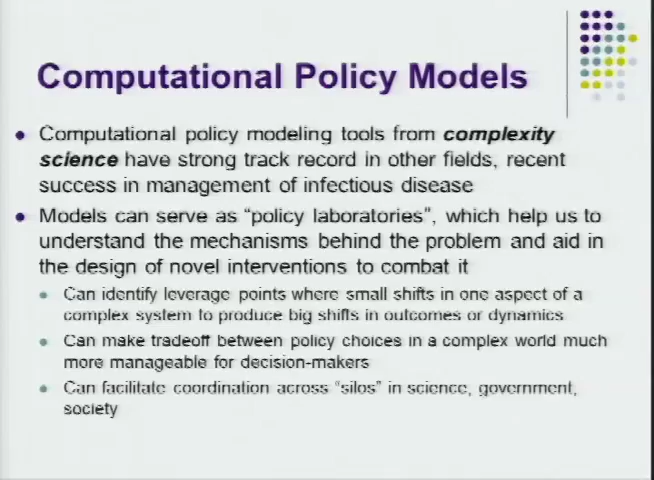 Computational Policy Models
Computational policy modeling tools from complexity
science have strong track record in other fields, recent
success in management of infectious disease
Models can serve as "policy laboratories", which help us to
understand the mechanisms behind the problem and aid in
the design of novel interventions to combat it
Can identify leverage points where small shifts in one aspect of a
complex system to produce big shifts in outcomes or dynamics
Can make tradeoff between policy choices in a complex world much
more manageable for decision-makers
Can facilitate coordination across "silos" in science, government,
society